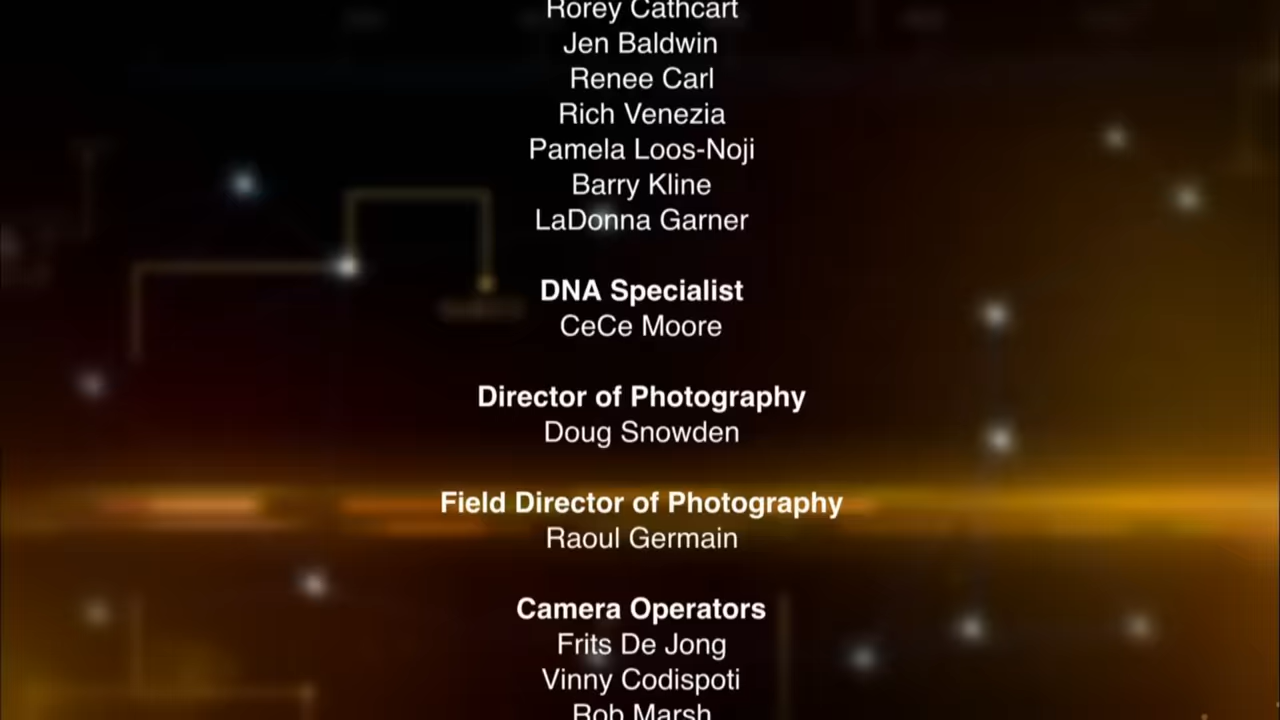 Rorey Cathcart
Jen Baldwin
Renee Carl
Rich Venezia
Pamela Loos-Noji
Barry Kline
LaDonna Garner
DNA Specialist
CeCe Moore
Director of Photography
Doug Snowden
Field Director of Photography
Raoul Germain
Camera Operators
Frits De Jong
Vinny Codispoti
Rob Marsh